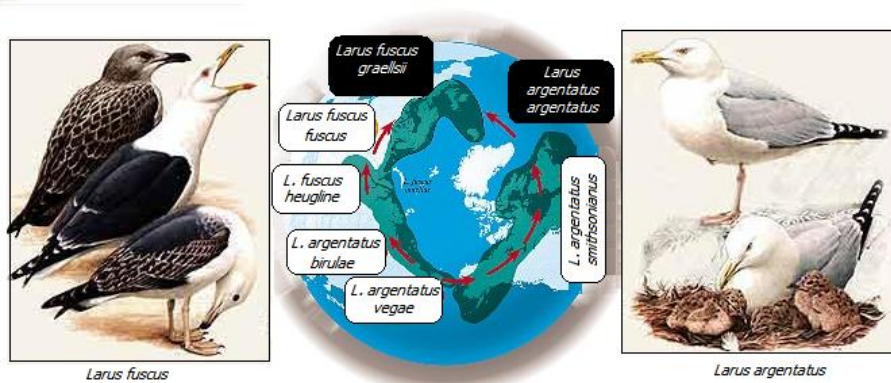 Larus fuscus
graellsii
Larus
argentatus
argentatus
Larus fuscus
fuscus
L. fuscus
heugline
L. argentatus
birulae
L. argentatus
vegae
L. argentatus
smithsonianus
L. fuscus
Larus fuscus
Larus argentatus